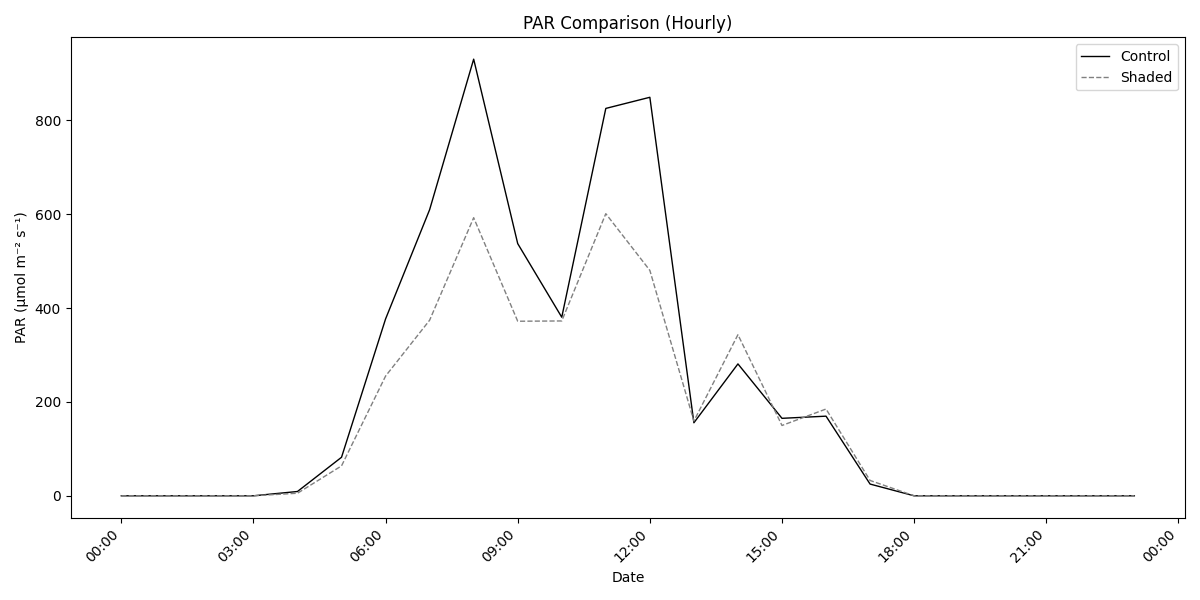 PAR Comparison (Hourly)
Control
Shaded
PAR (μmol m⁻² s⁻¹)
800
600
400
200
0
00:00
03:00
06:00
09:00
12:00
15:00
18:00
21:00
00:00
Date